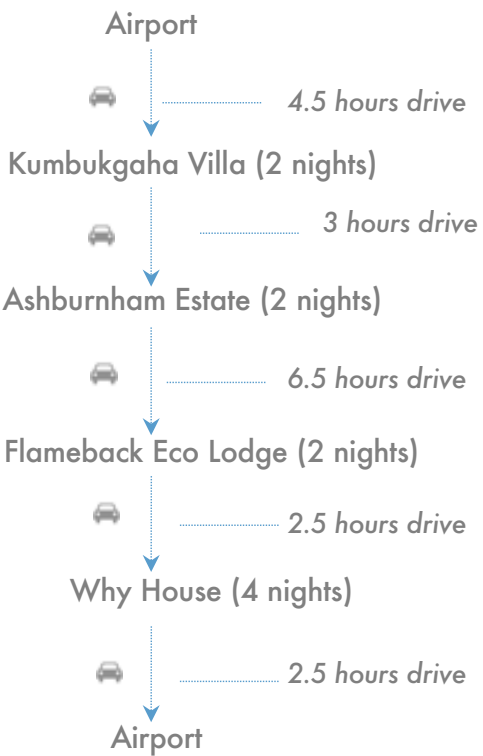 Airport
4.5 hours drive
Kumbukgaha Villa (2 nights)
3 hours drive
Ashburnham Estate (2 nights)
6.5 hours drive
Flameback Eco Lodge (2 nights)
2.5 hours drive
Why House (4 nights)
2.5 hours drive
Airport